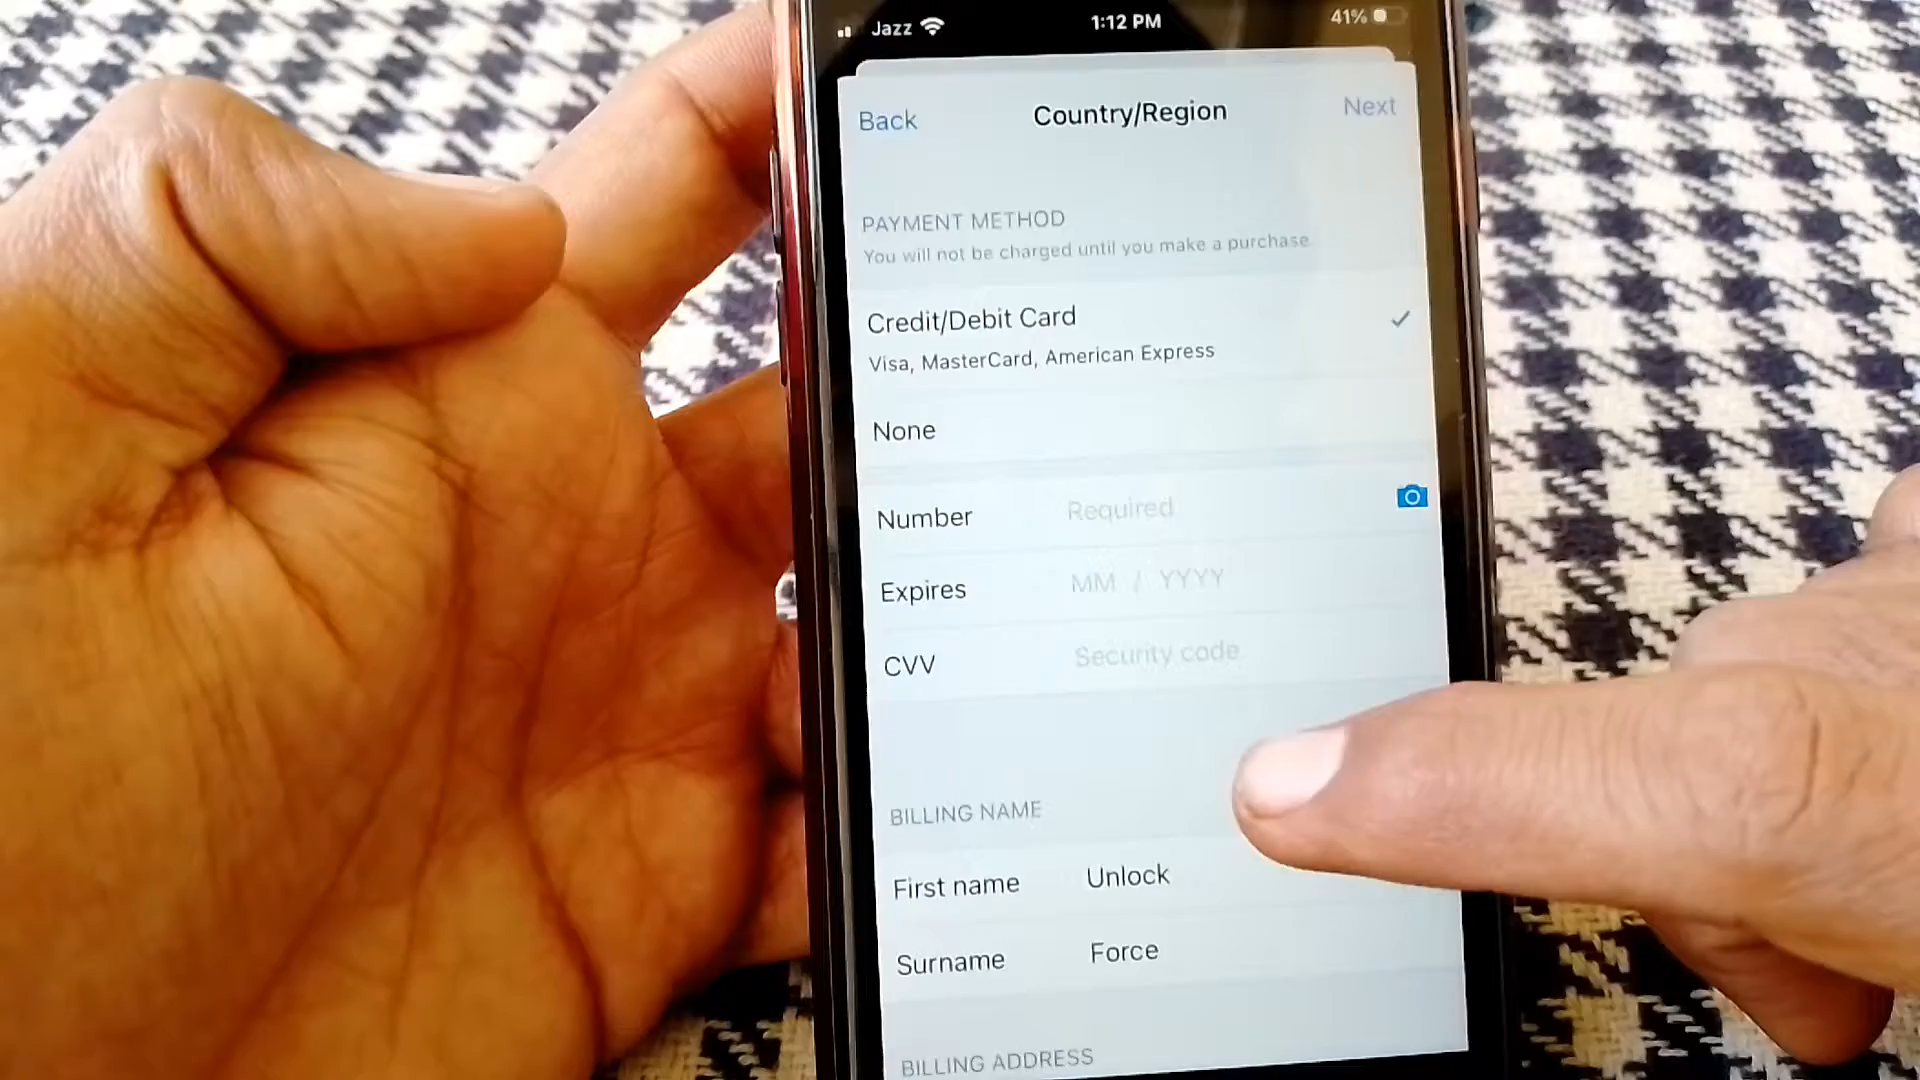 Jazz 1:12 PM 41%
Back Country/Region Next
PAYMENT METHOD
You will not be charged until you make a purchase.
Credit/Debit Card
Visa, MasterCard, American Express
None
Number Required
Expires MM / YYYY
CVV Security code
BILLING NAME
First name Unlock
Surname Force
BILLING ADDRESS